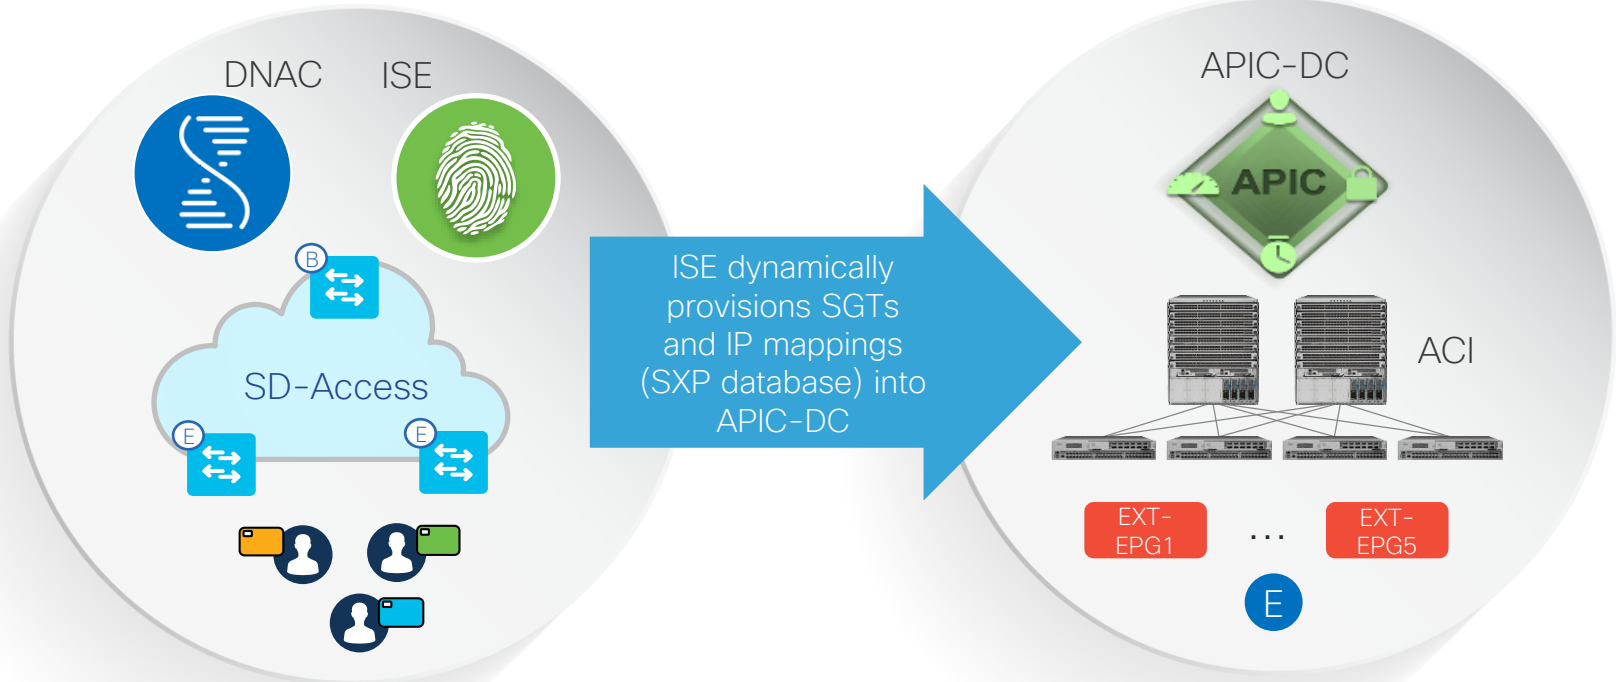 DNAC
ISE
B
SD-Access
E
E
ISE dynamically
provisions SGTs
and IP mappings
(SXP database) into
APIC-DC
APIC-DC
APIC
ACI
EXT-
EPG1
...
EXT-
EPG5
E